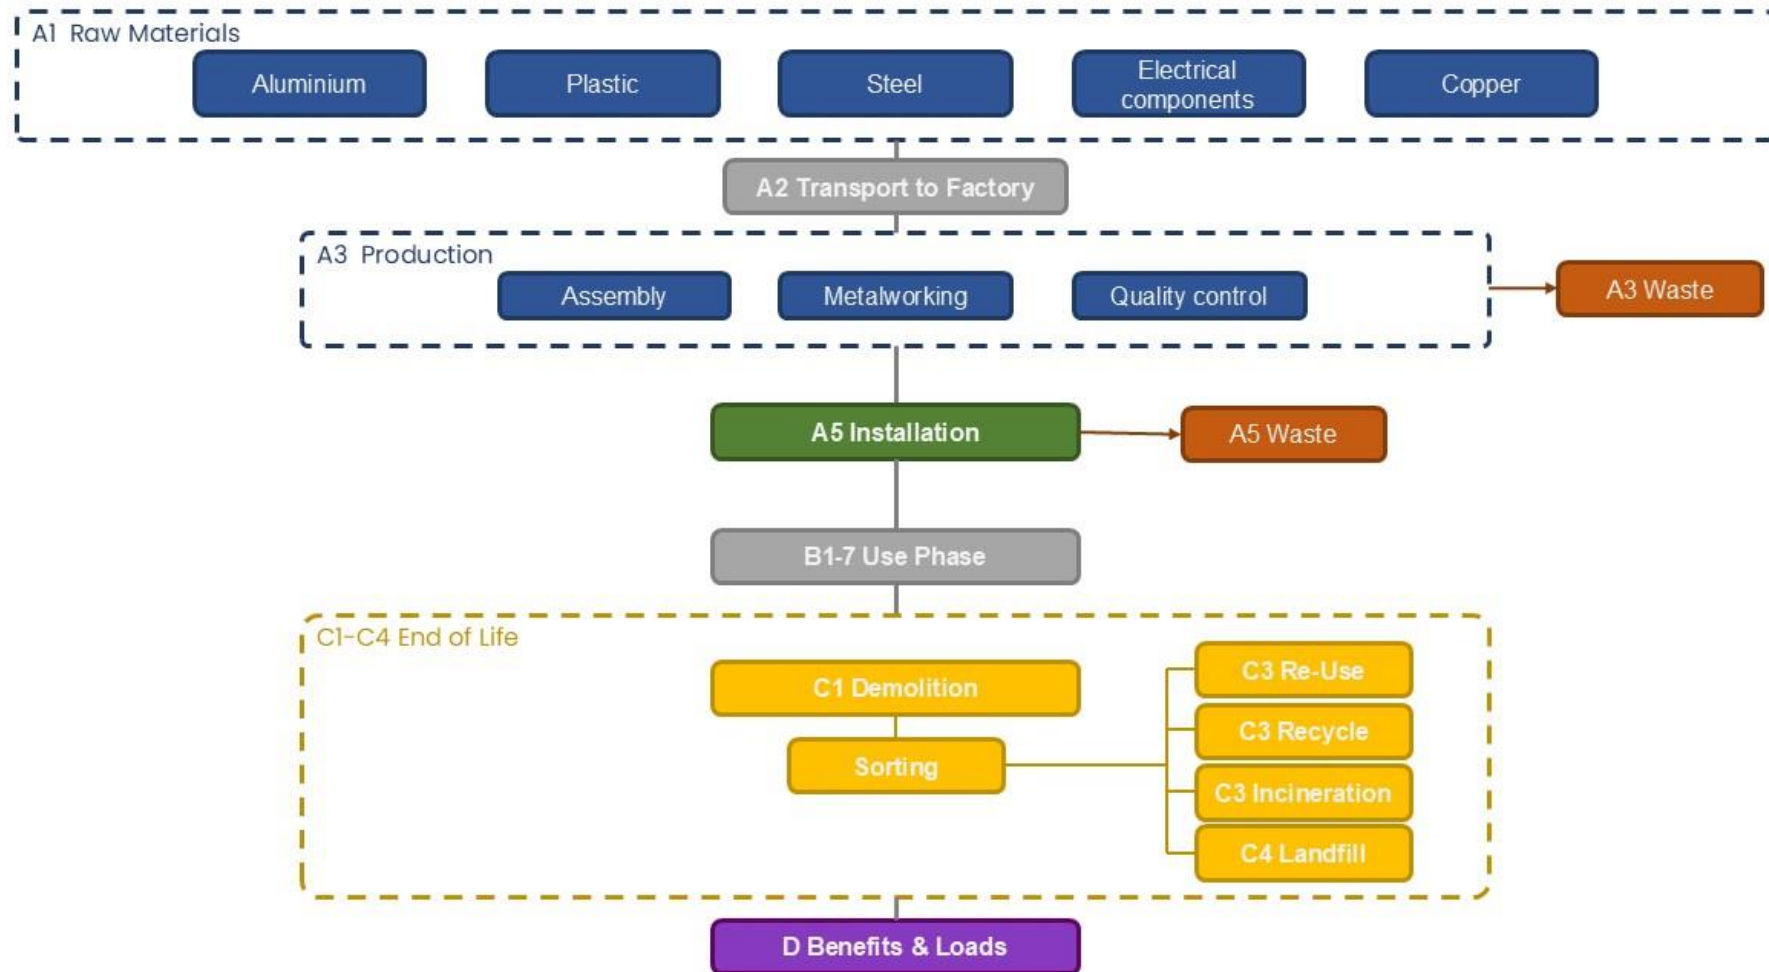 A1 Raw Materials
Aluminium
Plastic
Steel
Electrical
components
Copper
A2 Transport to Factory
A3 Production
Assembly
Metalworking
Quality control
A3 Waste
A5 Installation
A5 Waste
B1-7 Use Phase
C1-C4 End of Life
C1 Demolition
Sorting
C3 Re-Use
C3 Recycle
C3 Incineration
C4 Landfill
D Benefits & Loads